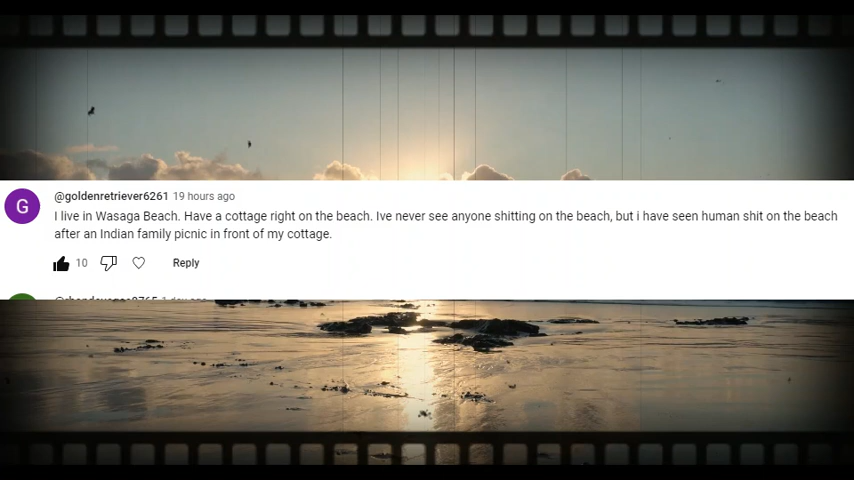 G
@goldenretriever6261 19 hours ago
I live in Wasaga Beach. Have a cottage right on the beach. Ive never see anyone shitting on the beach, but i have seen human shit on the beach
after an Indian family picnic in front of my cottage.
10 Reply